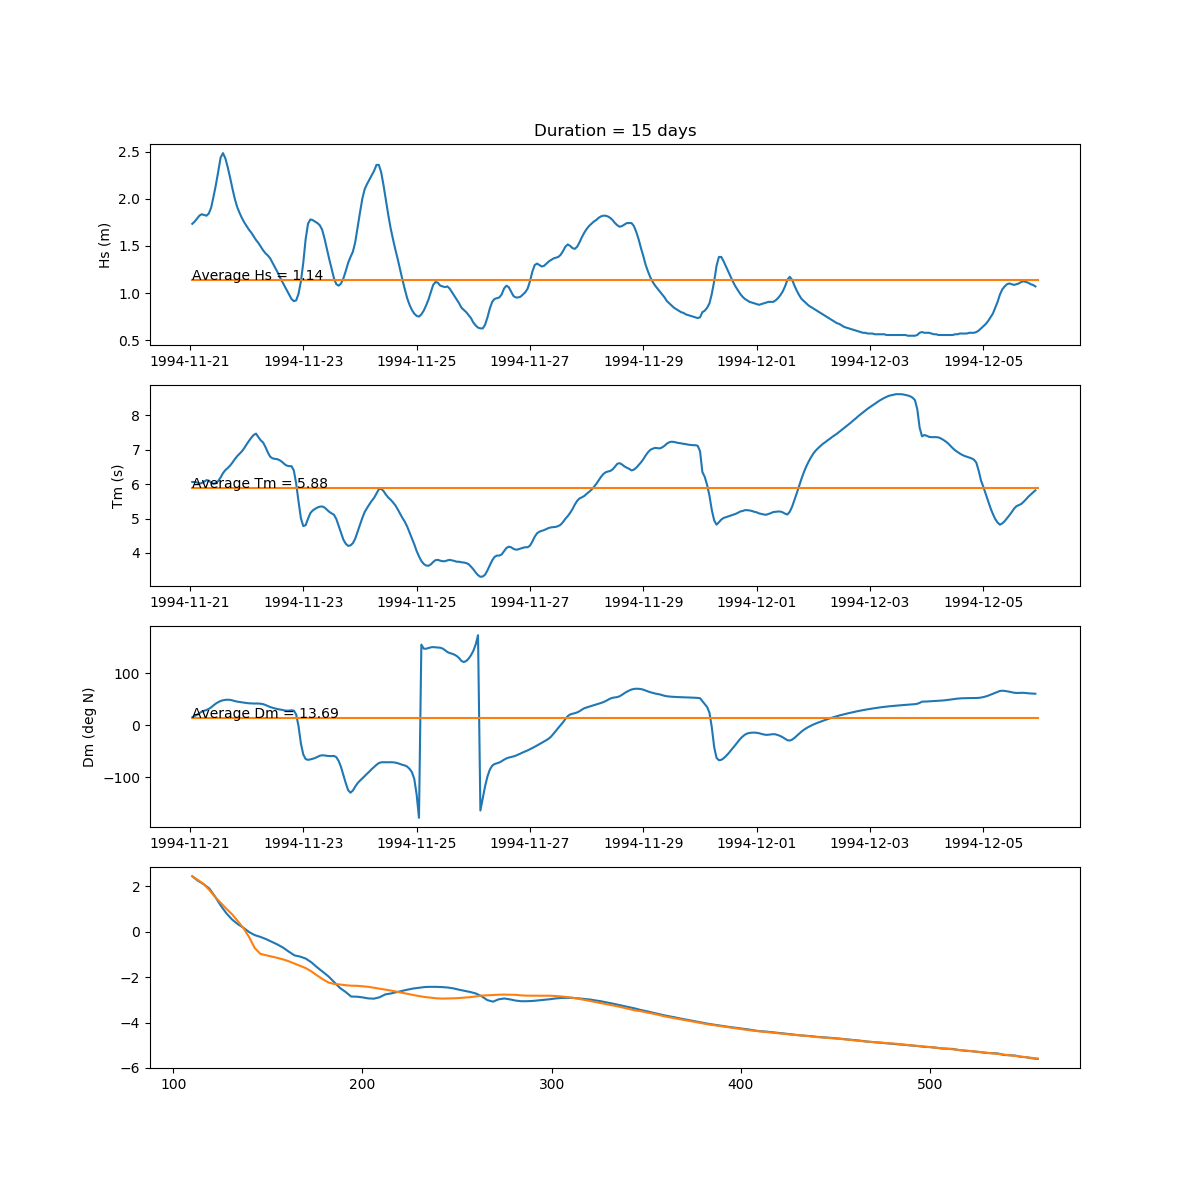 Duration = 15 days
2.5
2.0
1.5
1.0
0.5
Hs (m)
Average Hs = 1.14
1994-11-21 1994-11-23 1994-11-25 1994-11-27 1994-11-29 1994-12-01 1994-12-03 1994-12-05
8
7
6
5
4
Tm (s)
Average Tm = 5.88
1994-11-21 1994-11-23 1994-11-25 1994-11-27 1994-11-29 1994-12-01 1994-12-03 1994-12-05
100
0
−100
Dm (deg N)
Average Dm = 13.69
1994-11-21 1994-11-23 1994-11-25 1994-11-27 1994-11-29 1994-12-01 1994-12-03 1994-12-05
2
0
−2
−4
−6
100 200 300 400 500